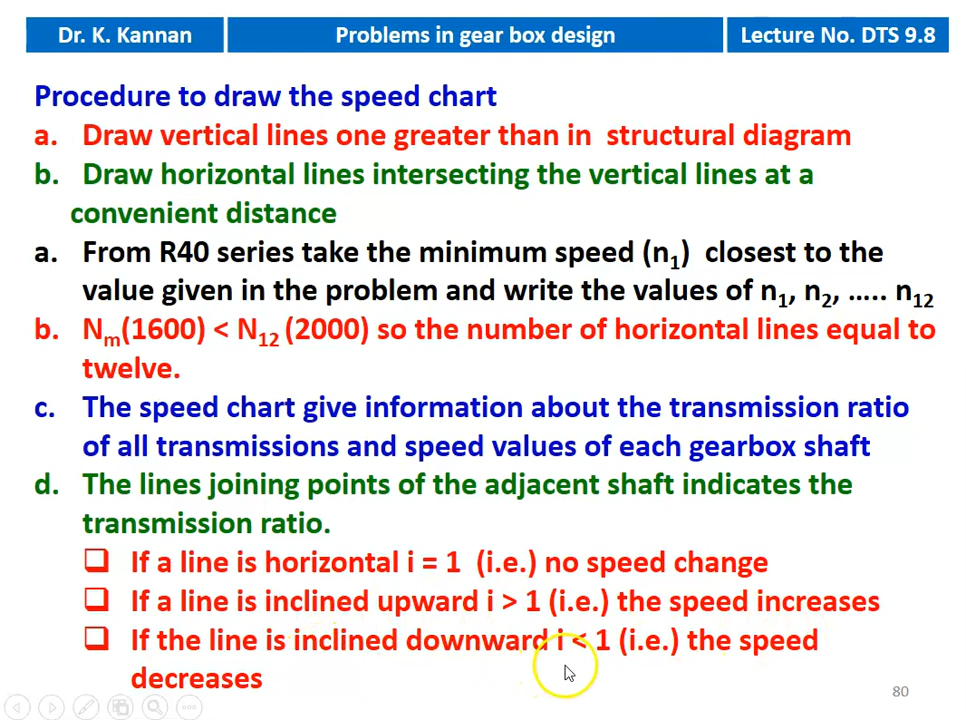 Dr. K. Kannan
Problems in gear box design
Lecture No. DTS 9.8
Procedure to draw the speed chart
a. Draw vertical lines one greater than in structural diagram
b. Draw horizontal lines intersecting the vertical lines at a
convenient distance
a. From R40 series take the minimum speed (n₁) closest to the
value given in the problem and write the values of n₁, n₂, ..... n₁₂
b. Nₘ(1600) < N₁₂ (2000) so the number of horizontal lines equal to
twelve.
c. The speed chart give information about the transmission ratio
of all transmissions and speed values of each gearbox shaft
d. The lines joining points of the adjacent shaft indicates the
transmission ratio.
❑ If a line is horizontal i = 1 (i.e.) no speed change
❑ If a line is inclined upward i > 1 (i.e.) the speed increases
❑ If the line is inclined downward i < 1 (i.e.) the speed
decreases
80